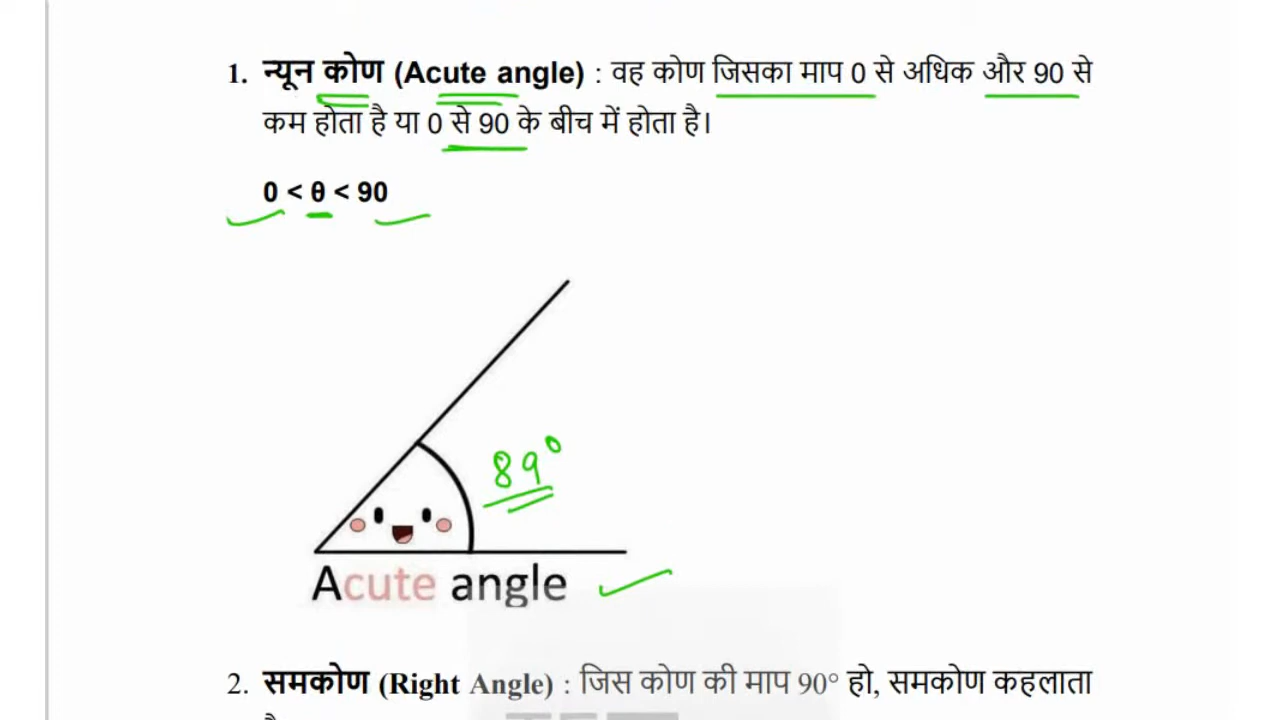 1. न्यून कोण (Acute angle) : वह कोण जिसका माप 0 से अधिक और 90 से
कम होता है या 0 से 90 के बीच में होता है।
0 < θ < 90
89°
Acute angle
2. समकोण (Right Angle) : जिस कोण की माप 90° हो, समकोण कहलाता